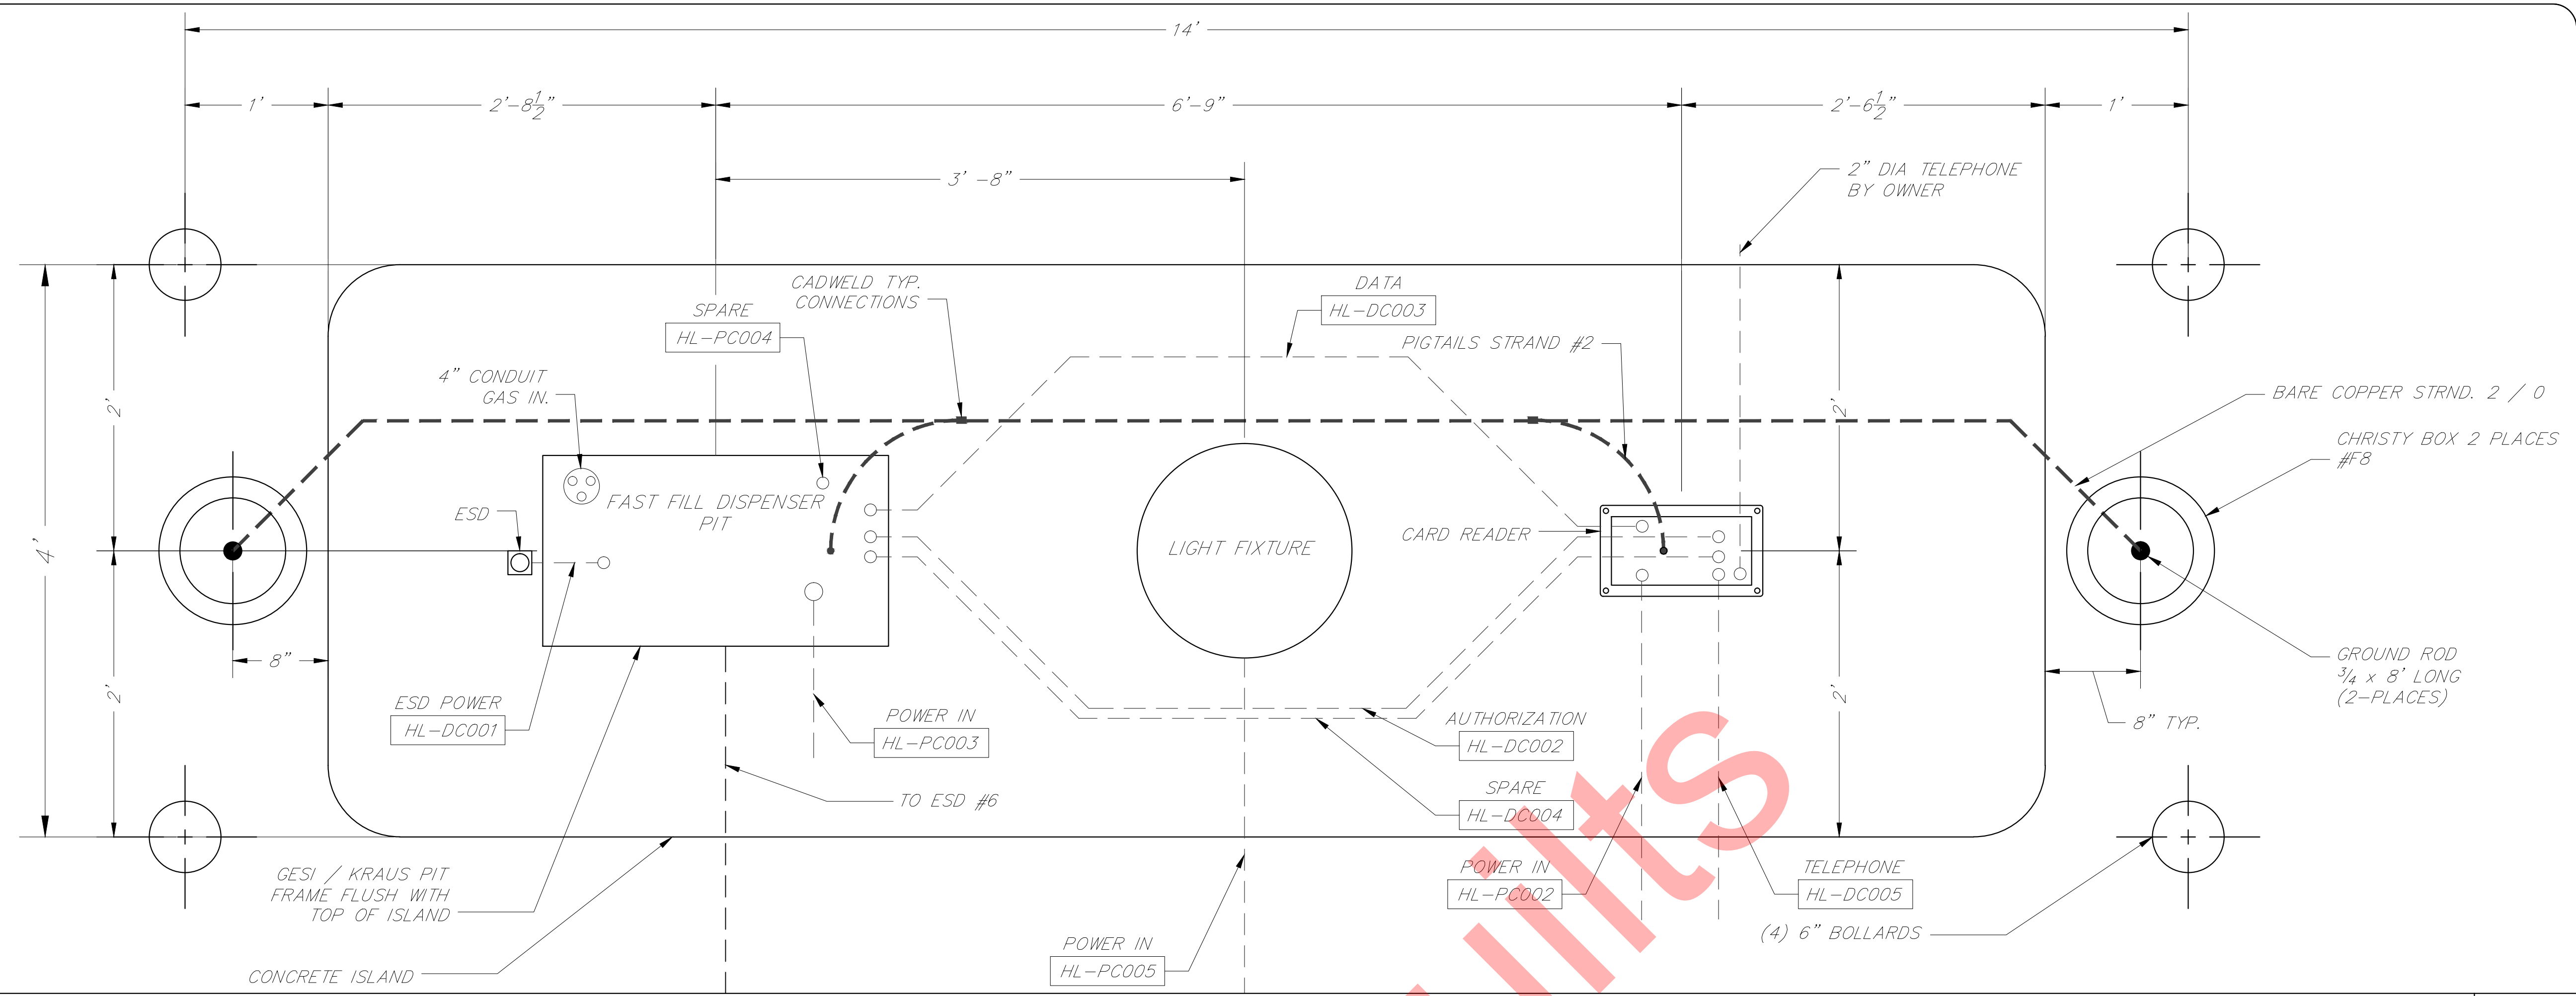 14'
1'
2'-8 1/2"
6'-9"
2'-6 1/2"
1'
3' -8"
2" DIA TELEPHONE
BY OWNER
CADWELD TYP.
CONNECTIONS
DATA
HL-DC003
SPARE
HL-PC004
PIGTAILS STRAND #2
4" CONDUIT
GAS IN.
BARE COPPER STRND. 2 / 0
CHRISTY BOX 2 PLACES
#F8
2'
2'
FAST FILL DISPENSER
PIT
ESD
LIGHT FIXTURE
CARD READER
4'
8"
GROUND ROD
3/4 x 8' LONG
(2-PLACES)
2'
2'
ESD POWER
HL-DC001
POWER IN
HL-PC003
AUTHORIZATION
HL-DC002
8" TYP.
TO ESD #6
SPARE
HL-DC004
GESI / KRAUS PIT
FRAME FLUSH WITH
TOP OF ISLAND
POWER IN
HL-PC002
TELEPHONE
HL-DC005
(4) 6" BOLLARDS
POWER IN
HL-PC005
CONCRETE ISLAND
uilts